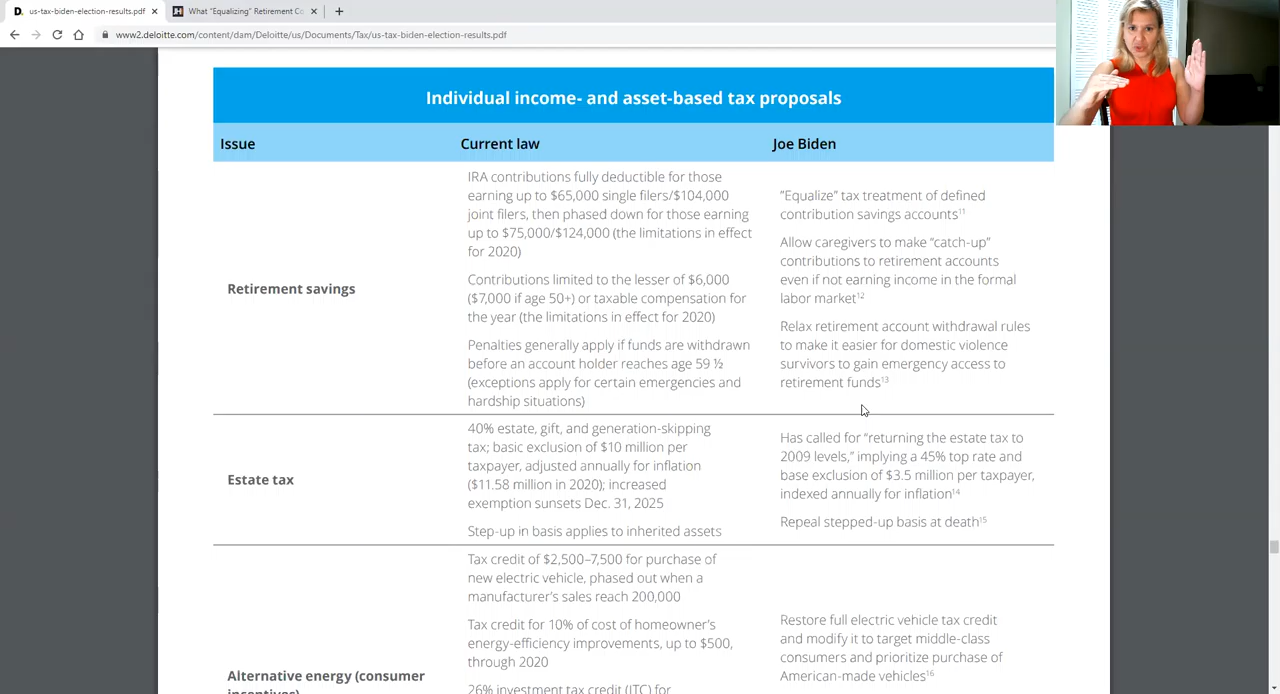 us-tax-biden-election-results.pdf
What "Equalizing" Retirement Co
Individual income- and asset-based tax proposals
Issue
Current law
Joe Biden
Retirement savings
IRA contributions fully deductible for those
earning up to $65,000 single filers/$104,000
joint filers, then phased down for those earning
up to $75,000/$124,000 (the limitations in effect
for 2020)
Contributions limited to the lesser of $6,000
($7,000 if age 50+) or taxable compensation for
the year (the limitations in effect for 2020)
Penalties generally apply if funds are withdrawn
before an account holder reaches age 59 ½
(exceptions apply for certain emergencies and
hardship situations)
"Equalize" tax treatment of defined
contribution savings accounts11
Allow caregivers to make "catch-up"
contributions to retirement accounts
even if not earning income in the formal
labor market12
Relax retirement account withdrawal rules
to make it easier for domestic violence
survivors to gain emergency access to
retirement funds13
Estate tax
40% estate, gift, and generation-skipping
tax; basic exclusion of $10 million per
taxpayer, adjusted annually for inflation
($11.58 million in 2020); increased
exemption sunsets Dec. 31, 2025
Step-up in basis applies to inherited assets
Has called for "returning the estate tax to
2009 levels," implying a 45% top rate and
base exclusion of $3.5 million per taxpayer,
indexed annually for inflation14
Repeal stepped-up basis at death15
Alternative energy (consumer
incentives)
Tax credit of $2,500–7,500 for purchase of
new electric vehicle, phased out when a
manufacturer's sales reach 200,000
Tax credit for 10% of cost of homeowner's
energy-efficiency improvements, up to $500,
through 2020
26% investment tax credit (ITC) for
Restore full electric vehicle tax credit
and modify it to target middle-class
consumers and prioritize purchase of
American-made vehicles16